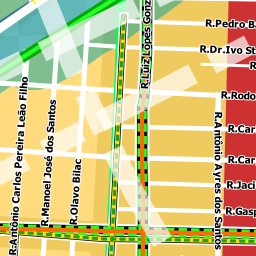 R.Pedro Ba
R.Luiz Lopes Gonz
R.Dr.Ivo St
R
R.Rodo
R.Antônio Carlos Pereira Leão Filho
R.Manoel José dos Santos
R.Olavo Bilac
R.Antônio Ayres dos Santos
R.Car
R.Car
R.Jaci
R.Gasp